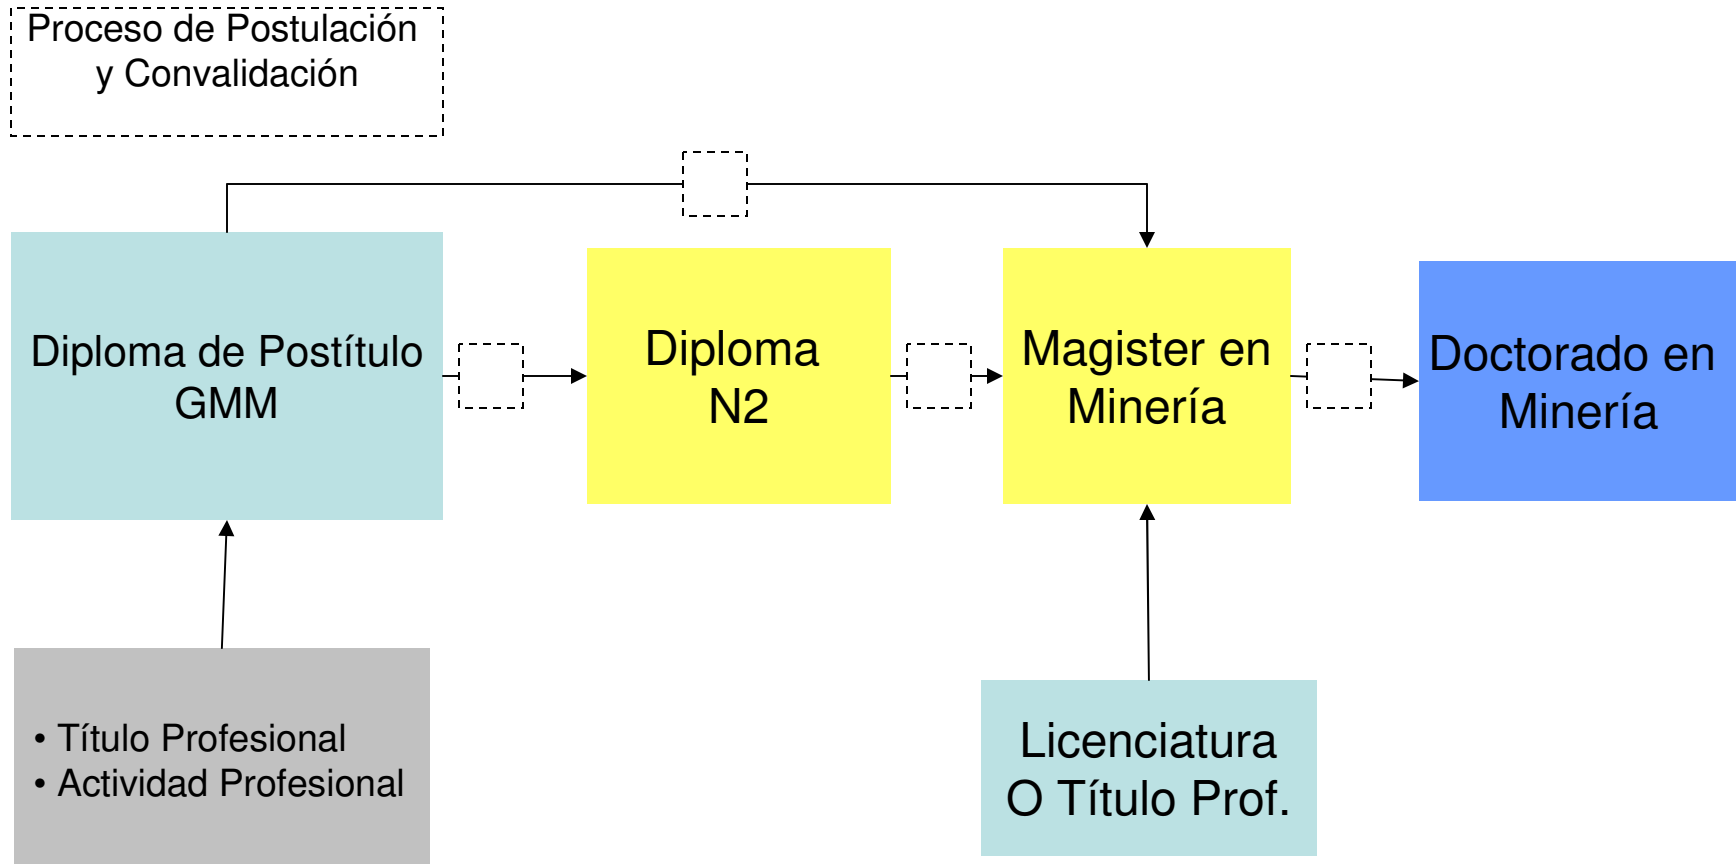 Proceso de Postulación
y Convalidación
Diploma de Postítulo
GMM
Diploma
N2
Magister en
Minería
Doctorado en
Minería
• Título Profesional
• Actividad Profesional
Licenciatura
O Título Prof.